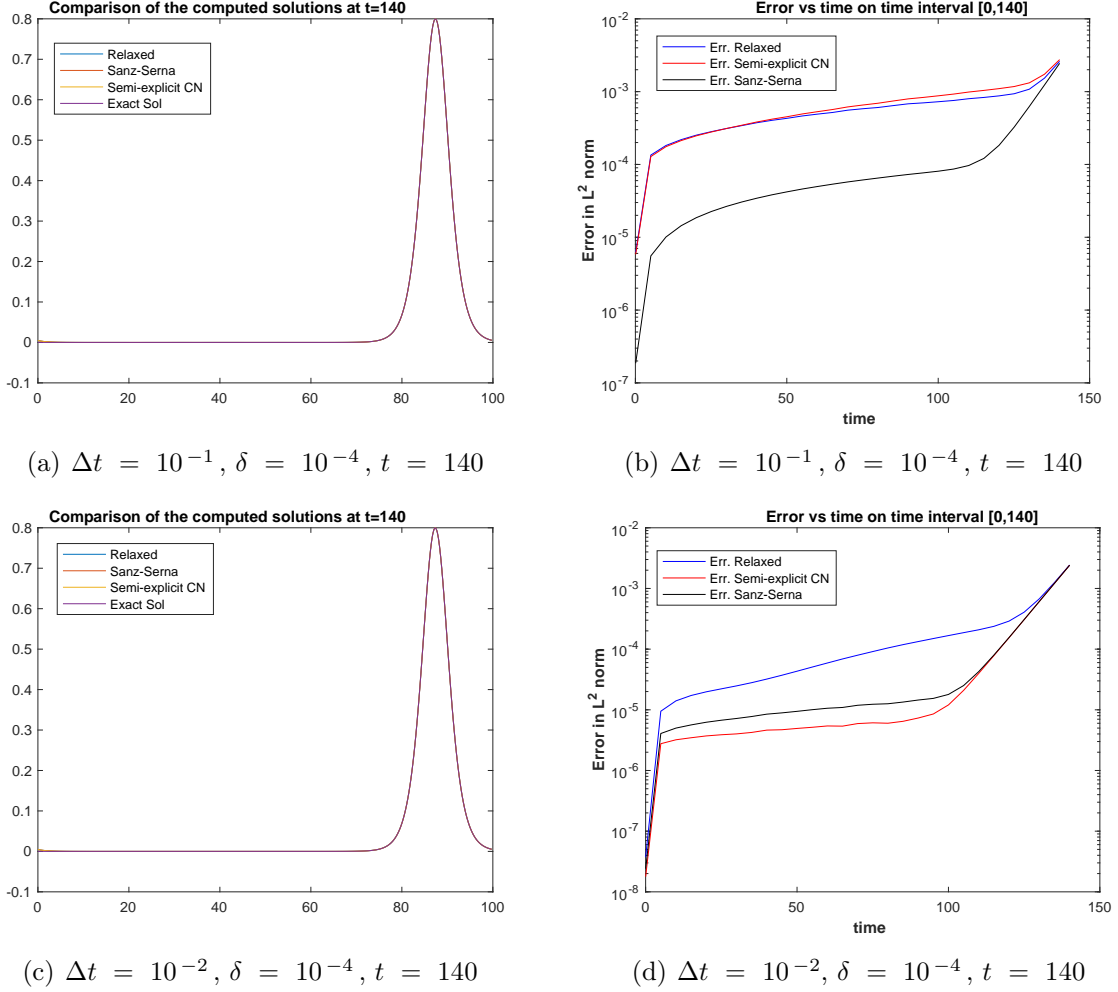 Comparison of the computed solutions at t=140
0.8
0.7
0.6
0.5
0.4
0.3
0.2
0.1
0
-0.1
0 20 40 60 80 100
Relaxed
Sanz-Serna
Semi-explicit CN
Exact Sol
(a) Δt = 10^{-1}, δ = 10^{-4}, t = 140
Error vs time on time interval [0,140]
Error in L^2 norm
10^{-2}
10^{-3}
10^{-4}
10^{-5}
10^{-6}
10^{-7}
0 50 100 150
time
Err. Relaxed
Err. Semi-explicit CN
Err. Sanz-Serna
(b) Δt = 10^{-1}, δ = 10^{-4}, t = 140
Comparison of the computed solutions at t=140
0.8
0.7
0.6
0.5
0.4
0.3
0.2
0.1
0
-0.1
0 20 40 60 80 100
Relaxed
Sanz-Serna
Semi-explicit CN
Exact Sol
(c) Δt = 10^{-2}, δ = 10^{-4}, t = 140
Error vs time on time interval [0,140]
Error in L^2 norm
10^{-2}
10^{-3}
10^{-4}
10^{-5}
10^{-6}
10^{-7}
10^{-8}
0 50 100 150
time
Err. Relaxed
Err. Semi-explicit CN
Err. Sanz-Serna
(d) Δt = 10^{-2}, δ = 10^{-4}, t = 140